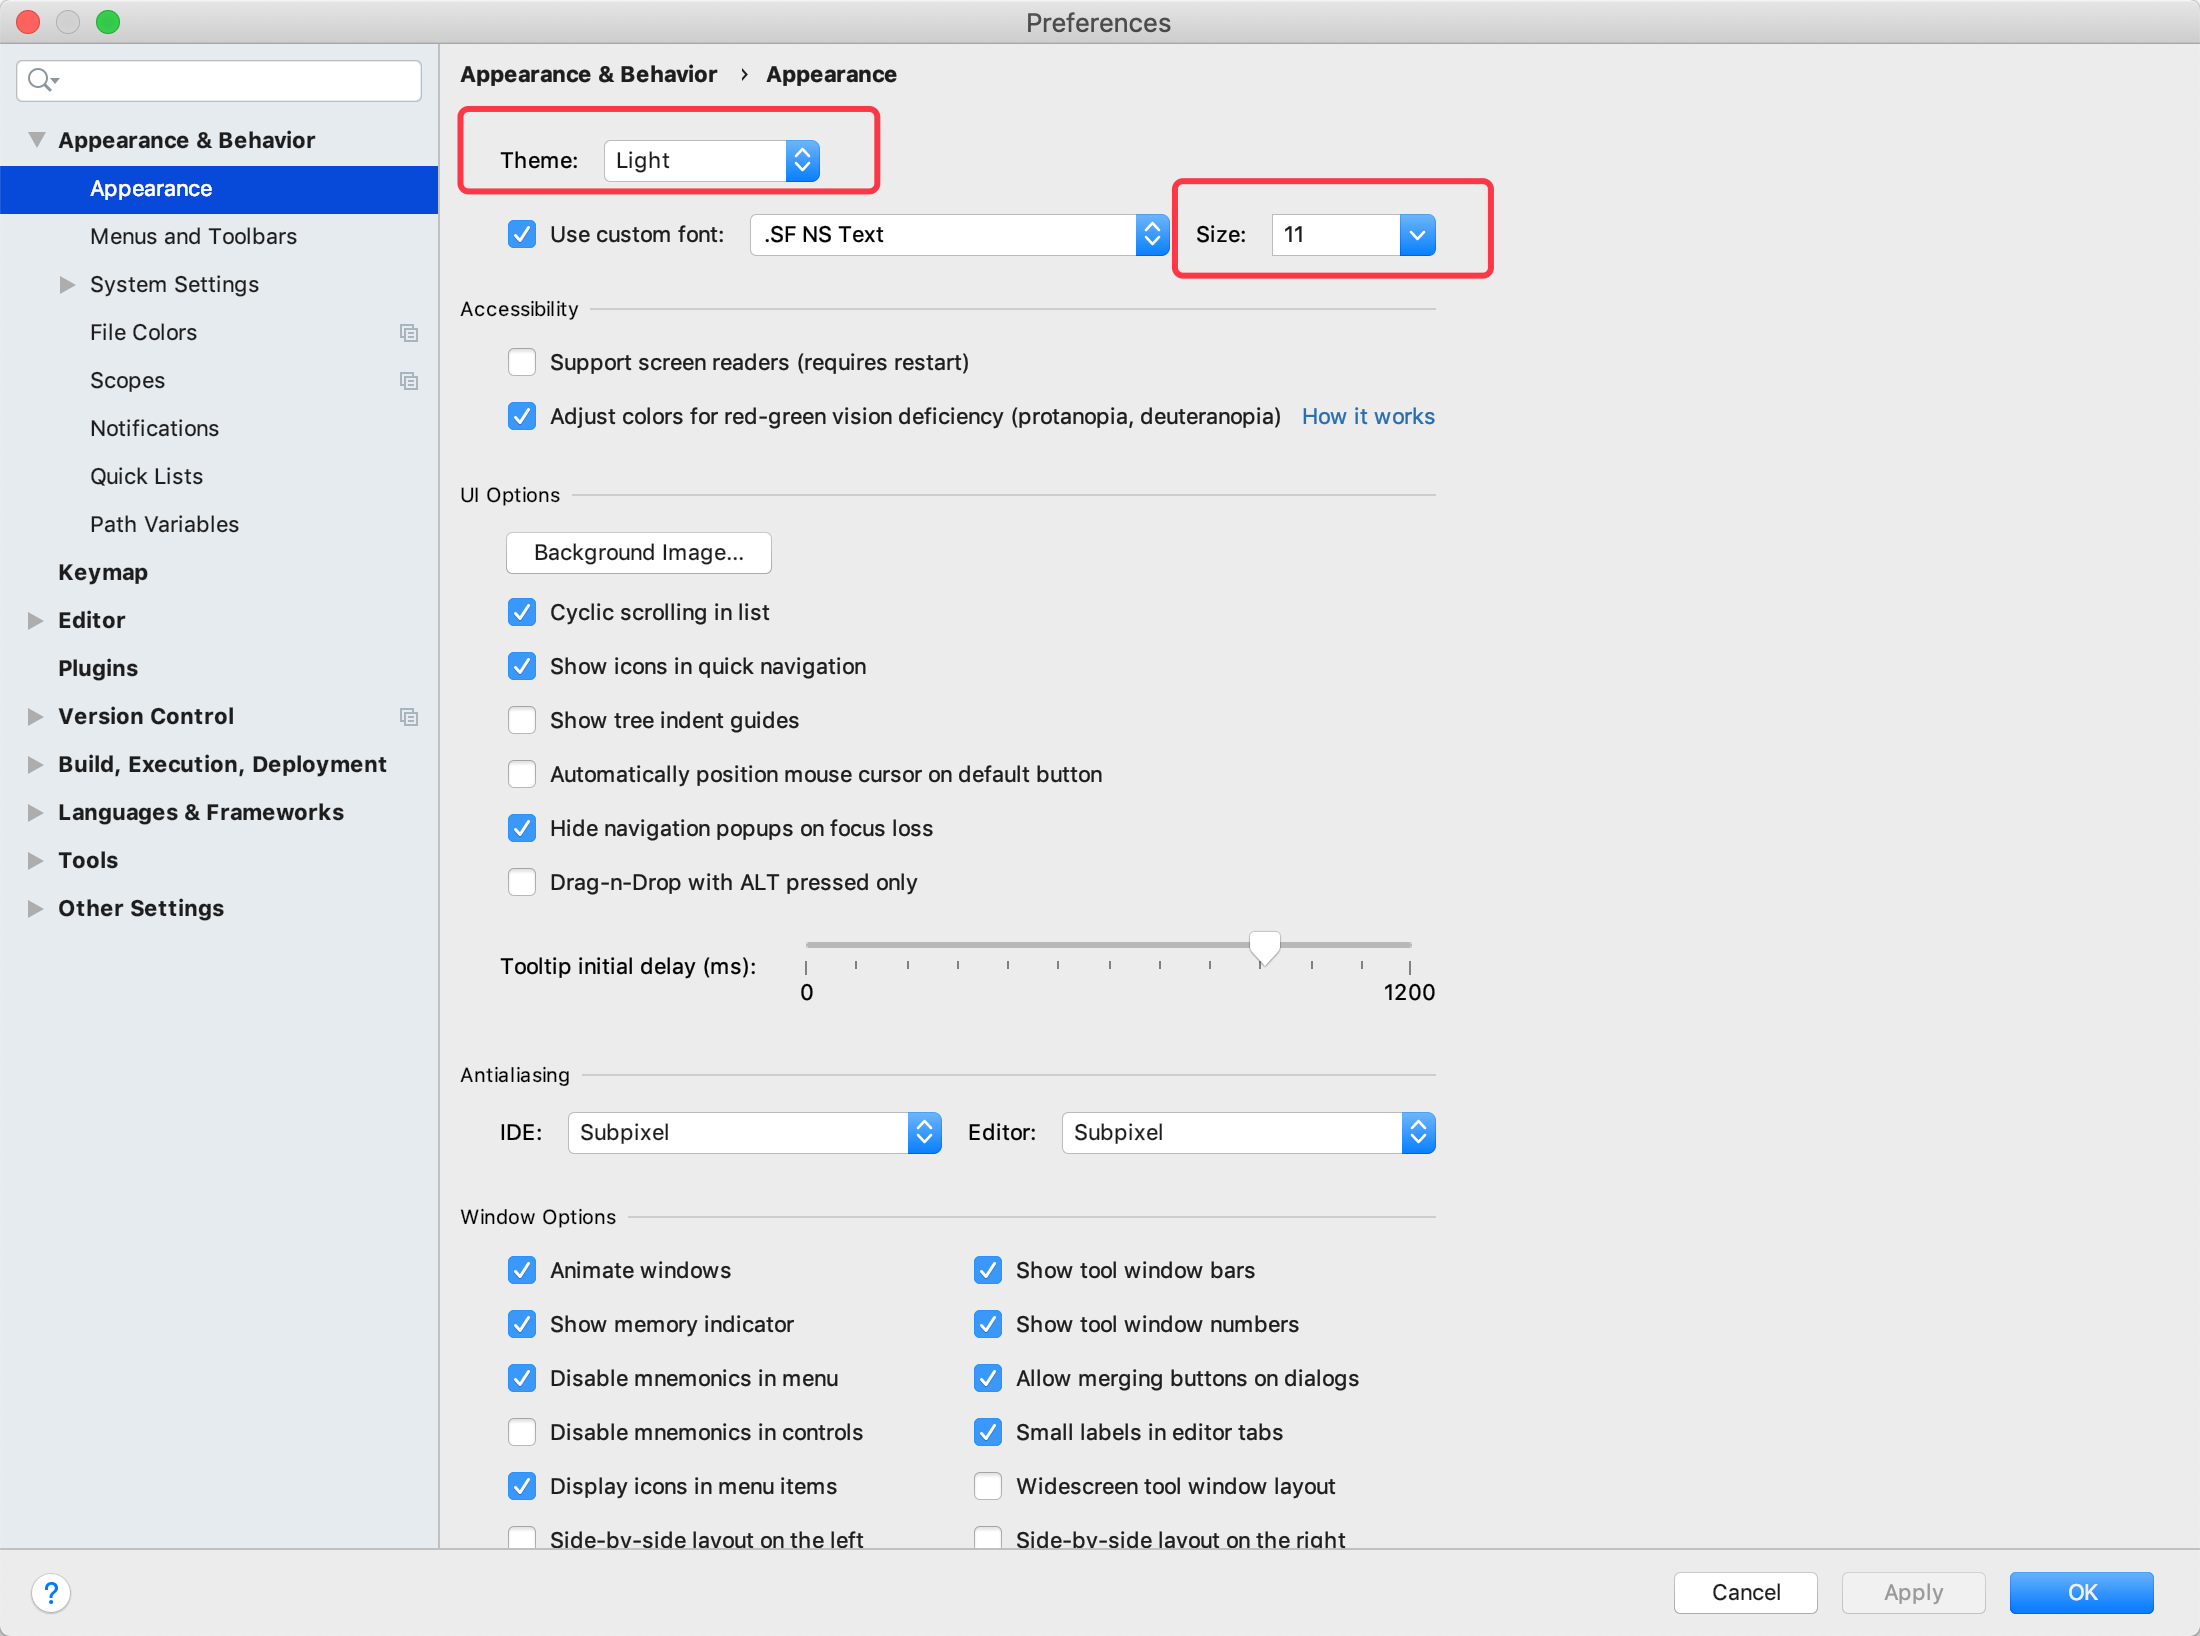 Preferences
Appearance & Behavior
Appearance
Menus and Toolbars
System Settings
File Colors
Scopes
Notifications
Quick Lists
Path Variables
Keymap
Editor
Plugins
Version Control
Build, Execution, Deployment
Languages & Frameworks
Tools
Other Settings
Appearance & Behavior › Appearance
Theme: Light
Use custom font: .SF NS Text Size: 11
Accessibility
Support screen readers (requires restart)
Adjust colors for red-green vision deficiency (protanopia, deuteranopia) How it works
UI Options
Background Image...
Cyclic scrolling in list
Show icons in quick navigation
Show tree indent guides
Automatically position mouse cursor on default button
Hide navigation popups on focus loss
Drag-n-Drop with ALT pressed only
Tooltip initial delay (ms):
0 1200
Antialiasing
IDE: Subpixel Editor: Subpixel
Window Options
Animate windows Show tool window bars
Show memory indicator Show tool window numbers
Disable mnemonics in menu Allow merging buttons on dialogs
Disable mnemonics in controls Small labels in editor tabs
Display icons in menu items Widescreen tool window layout
Side-by-side layout on the left Side-by-side layout on the right
? Cancel Apply OK